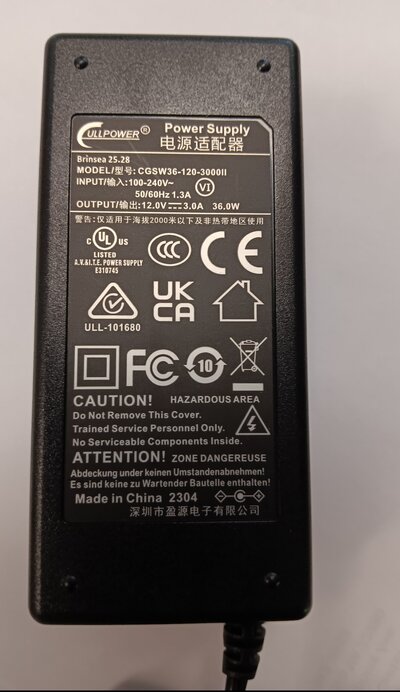 CULLPOWER® Power Supply
电源适配器
Brinsea 25.28
MODEL/型号: CGSW36-120-3000II
INPUT/输入: 100-240V~
50/60Hz 1.3A
VI
OUTPUT/输出: 12.0V⎓3.0A 36.0W
警告:仅适用于海拔2000米以下及非热带地区使用
C UL US
LISTED
A.V.&I.T.E. POWER SUPPLY
E310745
CCC
CE
ULL-101680
UK
CA
FC
10
CAUTION! HAZARDOUS AREA
Do Not Remove This Cover.
Trained Service Personnel Only.
No Serviceable Components Inside.
ATTENTION! ZONE DANGEREUSE
Abdeckung under keinen Umstandenabnehmen!
Es sind keine zu Wartender Bauteile enthalten!
Made in China 2304
深圳市盈源电子有限公司